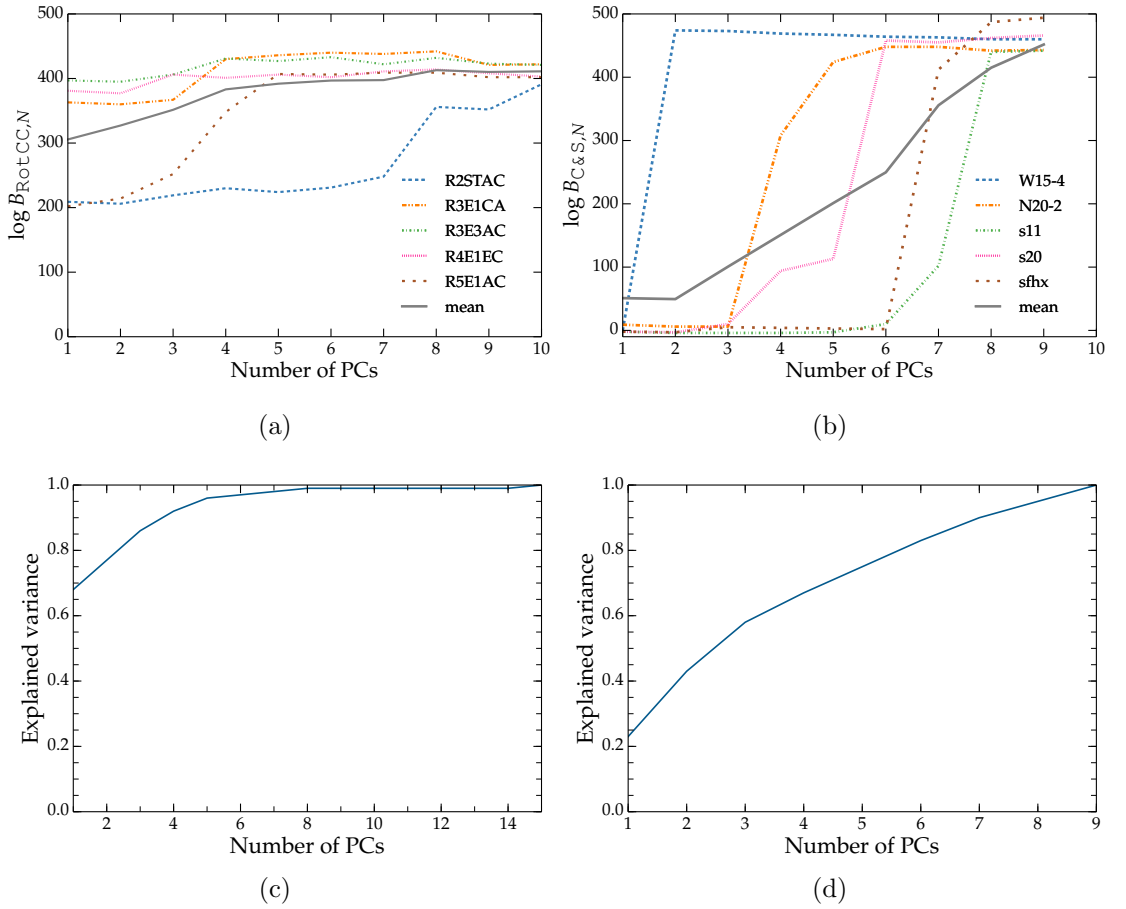 500
400
300
200
100
0
log B_RotCC,N
R2STAC
R3E1CA
R3E3AC
R4E1EC
R5E1AC
mean
1 2 3 4 5 6 7 8 9 10
Number of PCs
(a)
500
400
300
200
100
0
log B_C&S,N
W15-4
N20-2
s11
s20
sfhx
mean
1 2 3 4 5 6 7 8 9 10
Number of PCs
(b)
1.0
0.8
0.6
0.4
0.2
0.0
Explained variance
2 4 6 8 10 12 14
Number of PCs
(c)
1.0
0.8
0.6
0.4
0.2
0.0
Explained variance
1 2 3 4 5 6 7 8 9
Number of PCs
(d)